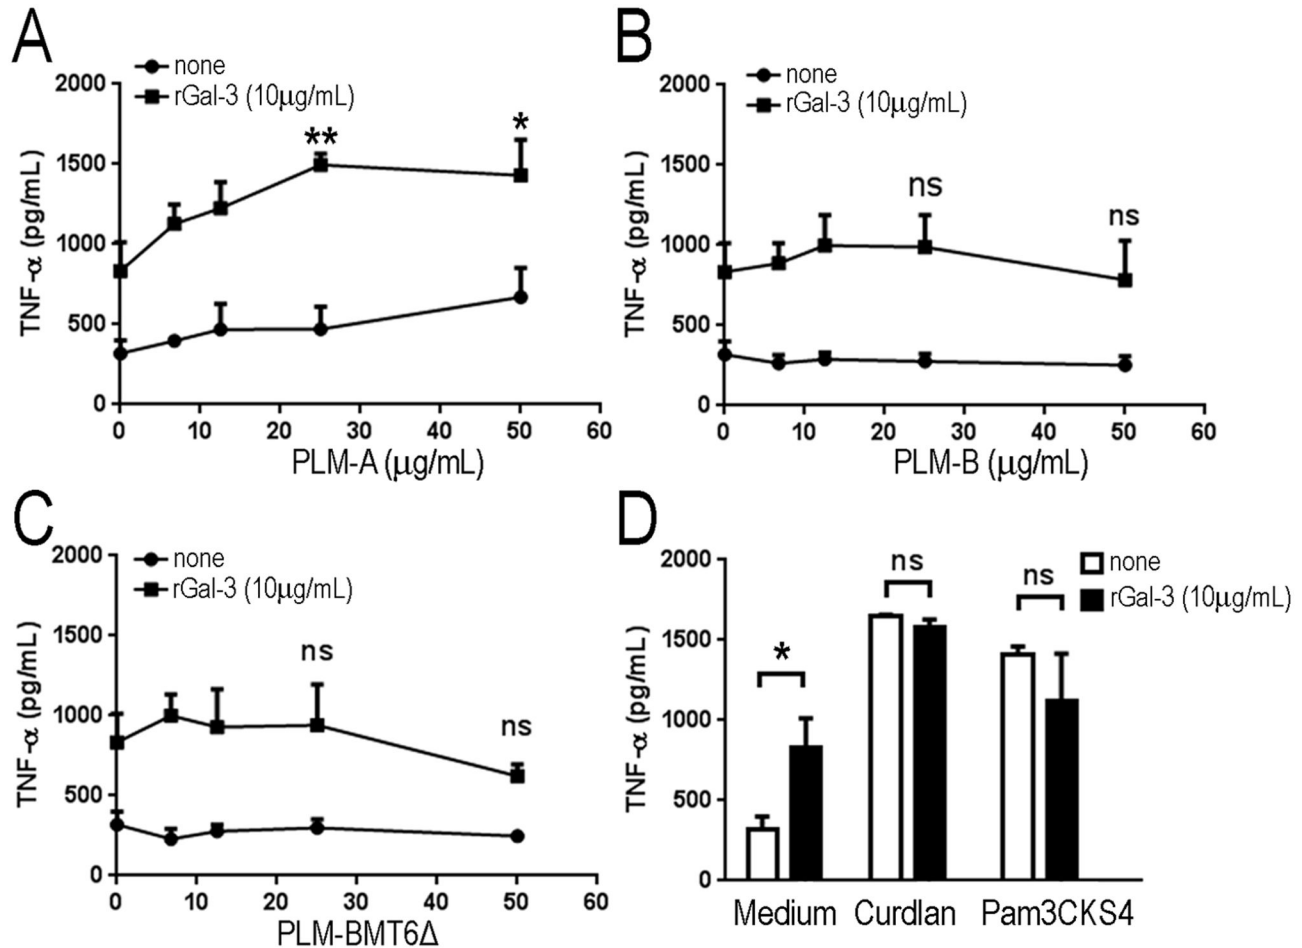 A
none
rGal-3 (10µg/mL)
2000
1500
1000
500
0
TNF-α (pg/mL)
**
*
0 10 20 30 40 50 60
PLM-A (µg/mL)
B
none
rGal-3 (10µg/mL)
2000
1500
1000
500
0
TNF-α (pg/mL)
ns
ns
0 10 20 30 40 50 60
PLM-B (µg/mL)
C
none
rGal-3 (10µg/mL)
2000
1500
1000
500
0
TNF-α (pg/mL)
ns
ns
0 10 20 30 40 50 60
PLM-BMT6Δ
D
none
rGal-3 (10µg/mL)
2000
1500
1000
500
0
TNF-α (pg/mL)
*
ns
ns
Medium Curdlan Pam3CKS4